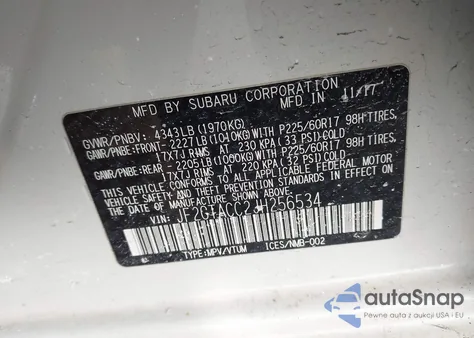 MFD BY SUBARU CORPORATION
MFD IN 11/17
GVWR/PNBV: 4343LB (1970KG)
GAWR/PNBE-FRONT- 2227LB (1010KG)WITH P225/60R17 98H TIRES,
17X7J RIMS AT 230 KPA (33 PSI)COLD
GAWR/PNBE-REAR - 2205LB (1000KG)WITH P225/60R17 98H TIRES,
17X7J RIMS AT 220 KPA (32 PSI)COLD
THIS VEHICLE CONFORMS TO ALL APPLICABLE FEDERAL MOTOR
VEHICLE SAFETY AND THEFT PREVENTION STANDARDS IN
EFFECT ON THE DATE OF MANUFACTURE SHOWN ABOVE.
VIN: JF2GTACC2JH256534
TYPE:MPV/VTUM ICES/NMB-002
autoSnap
Pewne auta z aukcji USA i EU